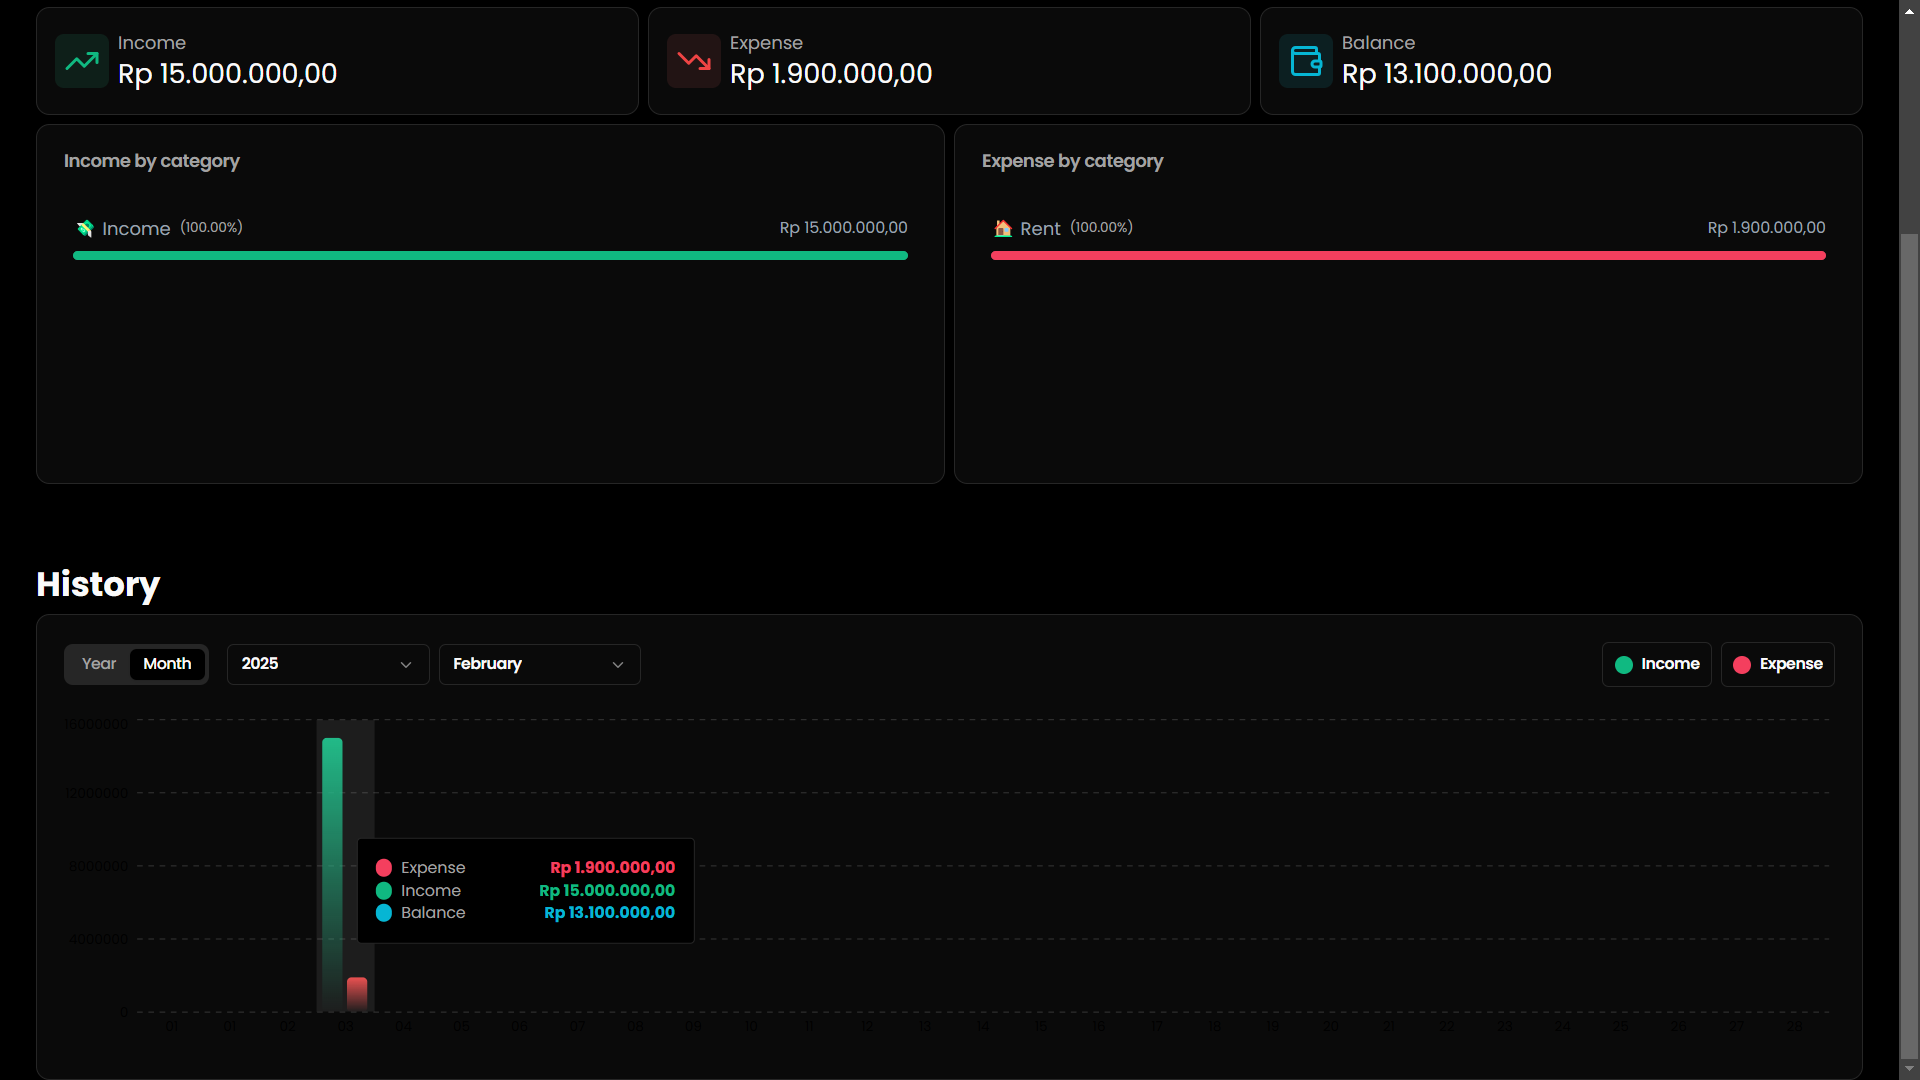 Income
Rp 15.000.000,00
Expense
Rp 1.900.000,00
Balance
Rp 13.100.000,00
Income by category
Income (100.00%) Rp 15.000.000,00
Expense by category
Rent (100.00%) Rp 1.900.000,00
History
Year Month 2025 February Income Expense
16000000
12000000
8000000
4000000
0
Expense Rp 1.900.000,00
Income Rp 15.000.000,00
Balance Rp 13.100.000,00
01 01 02 03 04 05 06 07 08 09 10 11 12 13 14 15 16 17 18 19 20 21 22 23 24 25 26 27 28